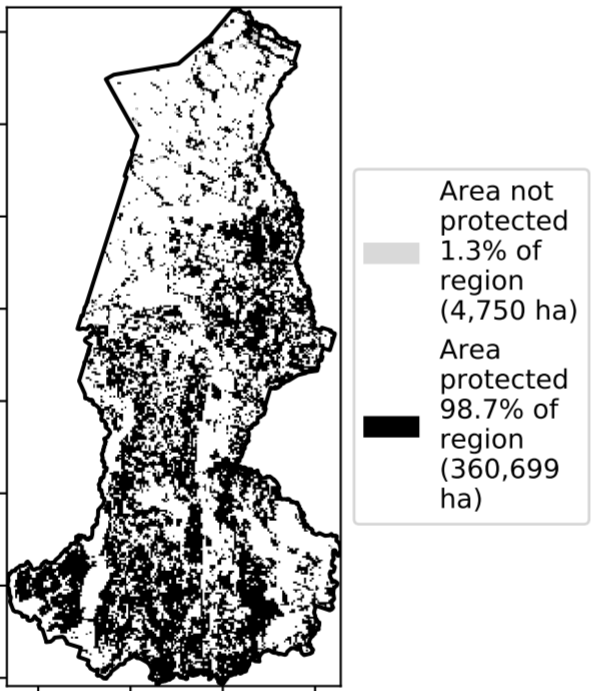 Area not
protected
1.3% of
region
(4,750 ha)
Area
protected
98.7% of
region
(360,699
ha)